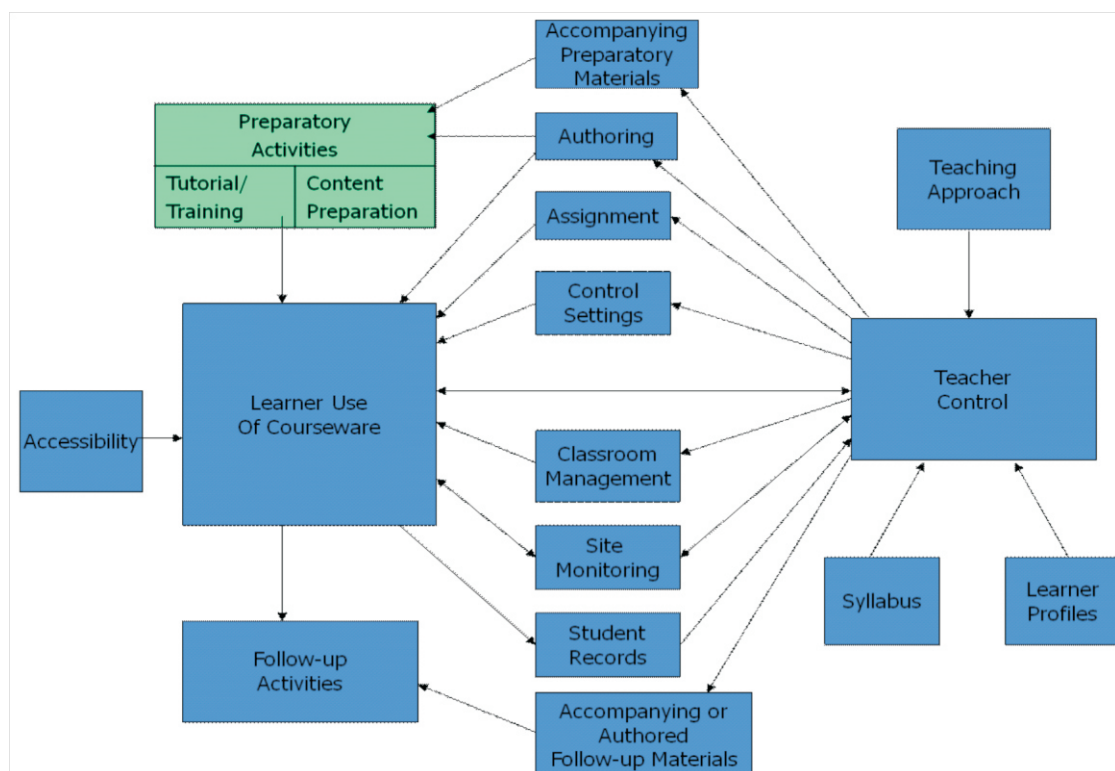 Accompanying
Preparatory
Materials
Preparatory
Activities
Tutorial/
Training
Content
Preparation
Authoring
Teaching
Approach
Assignment
Control
Settings
Teacher
Control
Learner Use
Of Courseware
Accessibility
Classroom
Management
Site
Monitoring
Syllabus
Learner
Profiles
Student
Records
Follow-up
Activities
Accompanying or
Authored
Follow-up Materials